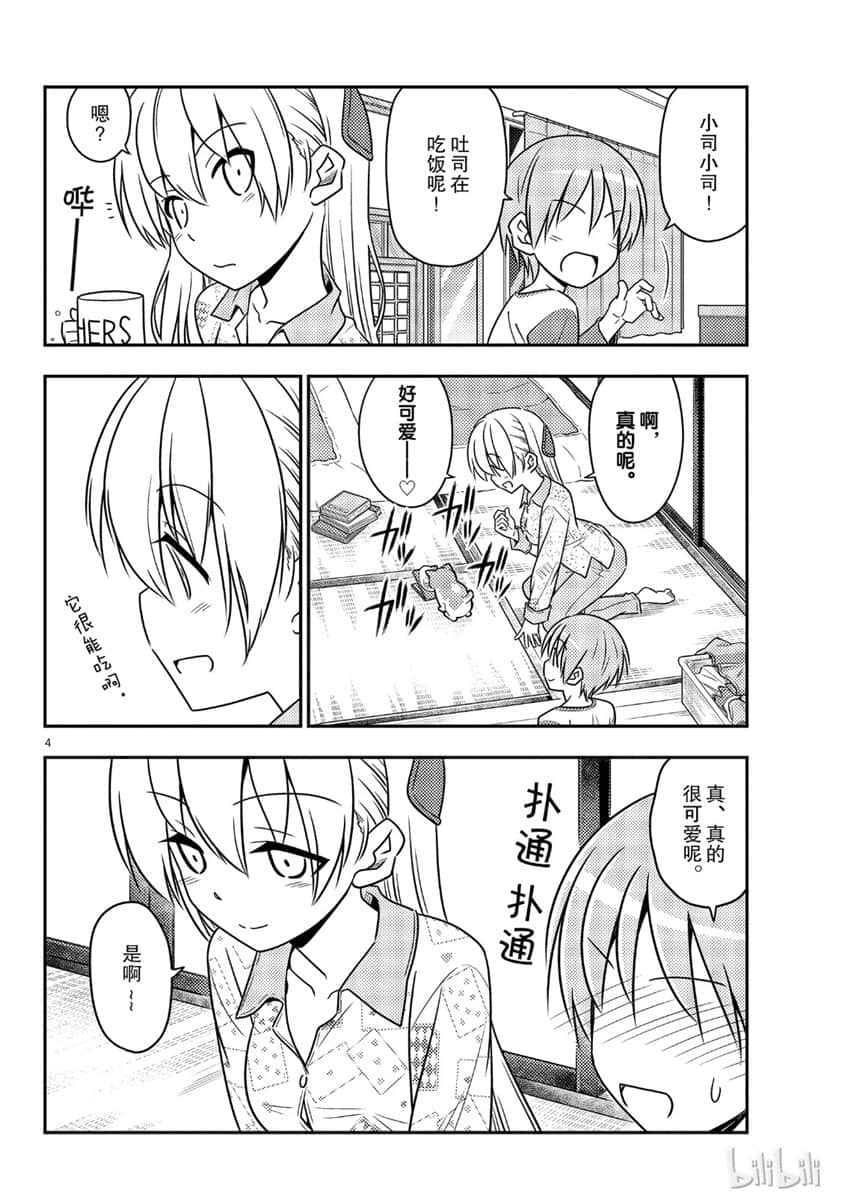 小司小司！
吐司在
吃饭呢！
嗯？
哗
HERS
啊，
真的呢。
好可爱——♡
它很能吃啊．
4
真、真的
很可爱呢。
扑通 扑通
是啊~~
bilibili